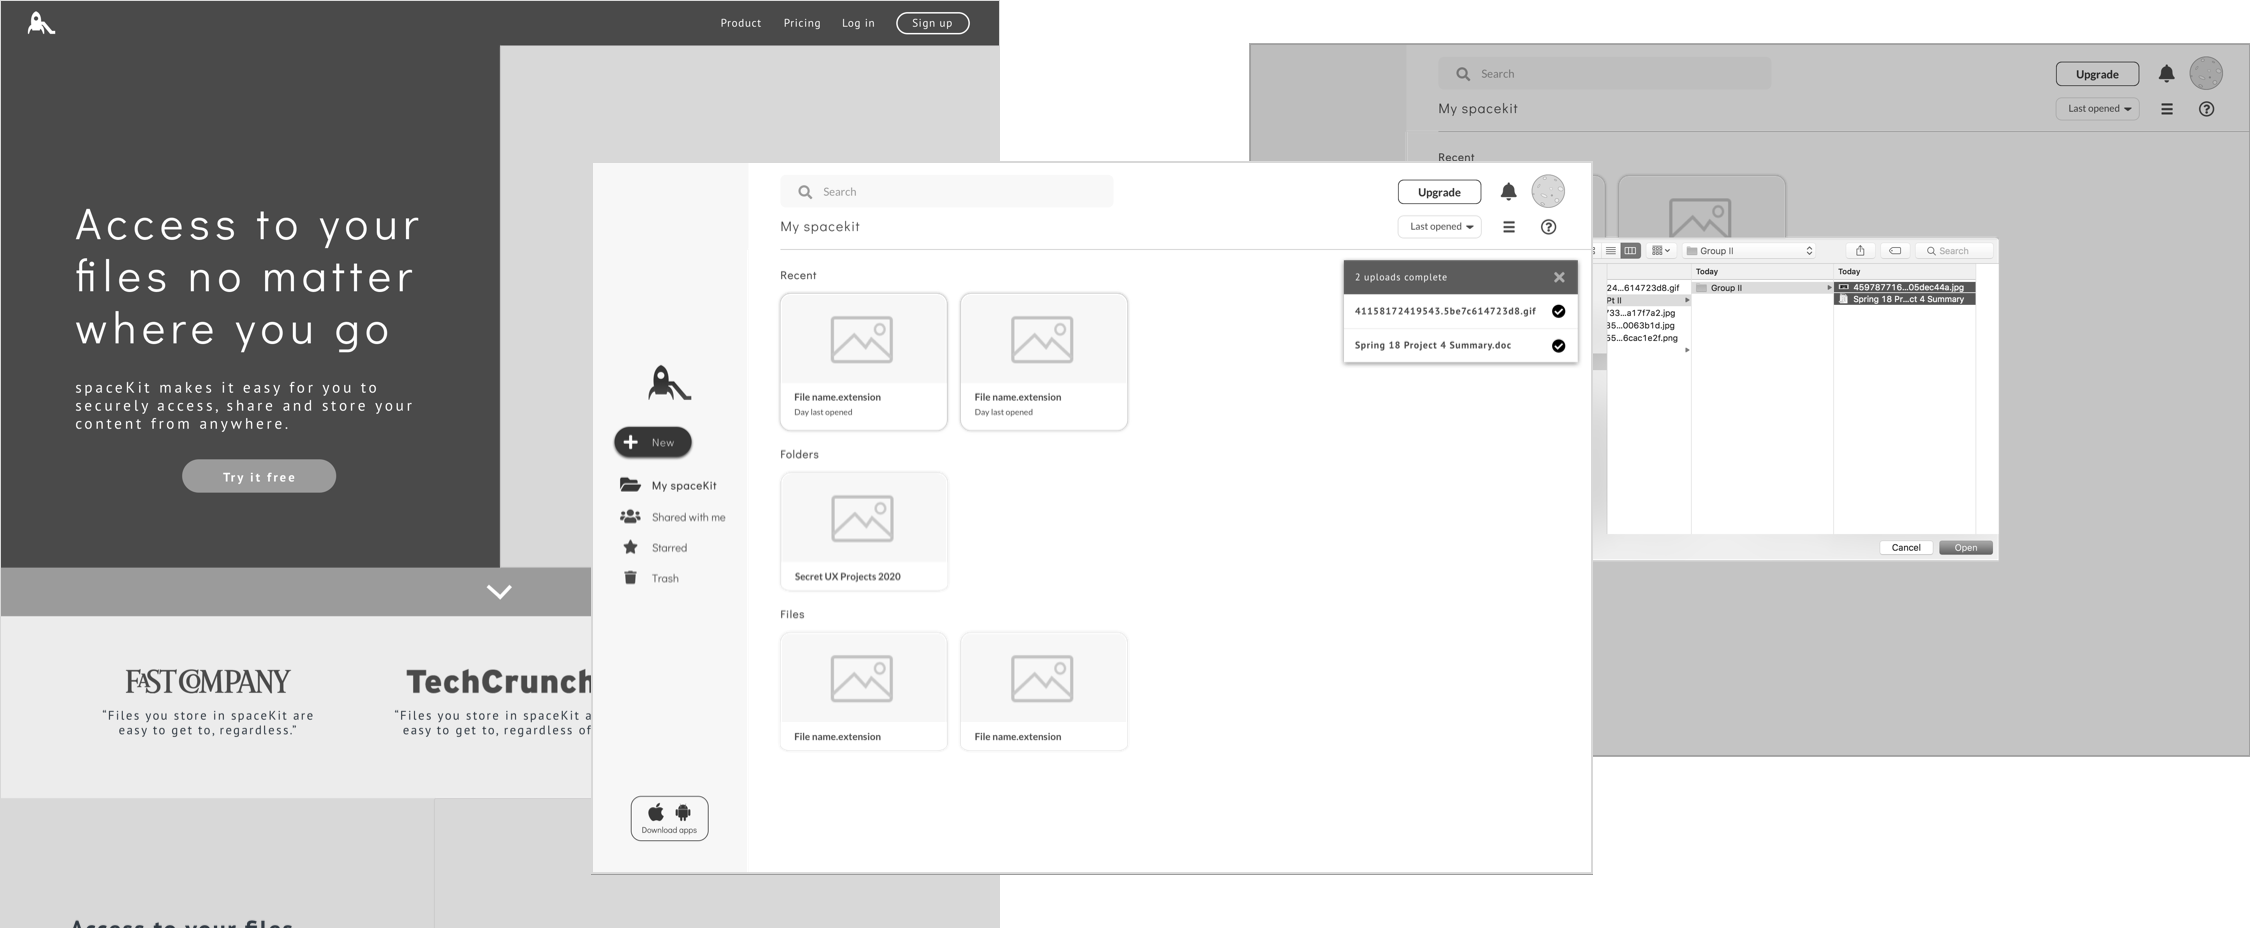 Product Pricing Log in Sign up
Access to your
files no matter
where you go
spaceKit makes it easy for you to
securely access, share and store your
content from anywhere.
Try it free
FAST COMPANY
"Files you store in spaceKit are
easy to get to, regardless."
TechCrunch
"Files you store in spaceKit a
easy to get to, regardless of
Access to your files
New
My spaceKit
Shared with me
Starred
Trash
Download apps
Search
Upgrade
My spacekit
Last opened
Recent
File name.extension
Day last opened
File name.extension
Day last opened
Folders
Secret UX Projects 2020
Files
File name.extension
File name.extension
2 uploads complete
41158172419543.5be7c614723d8.gif
Spring 18 Project 4 Summary.doc
Search
Upgrade
My spacekit
Last opened
Recent
Group II
Search
Today
Today
24...614723d8.gif
Pt II
733...a17f7a2.jpg
35...0063b1d.jpg
55...6cac1e2f.png
Group II
459787716...05dec44a.jpg
Spring 18 Pr...ct 4 Summary
Cancel
Open